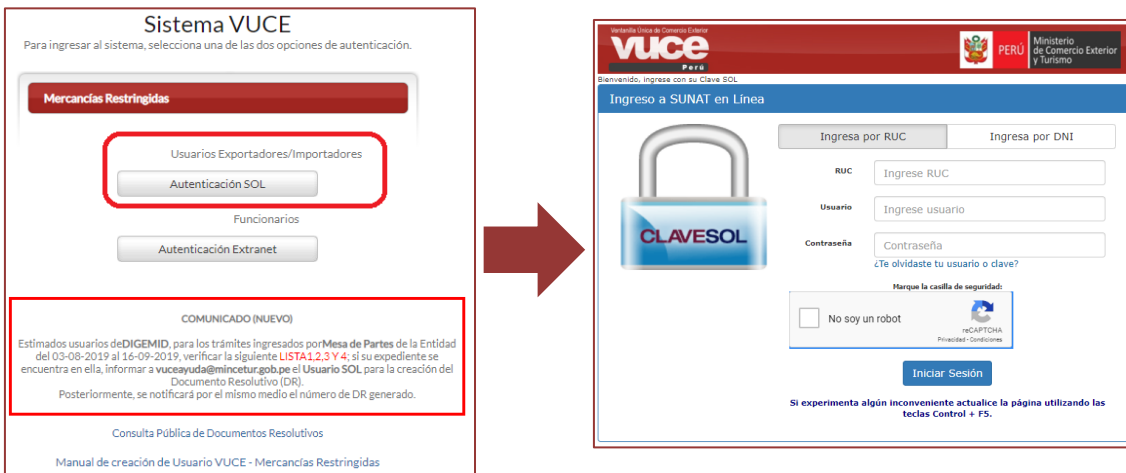 Sistema VUCE
Para ingresar al sistema, selecciona una de las dos opciones de autenticación.
Mercancías Restringidas
Usuarios Exportadores/Importadores
Autenticación SOL
Funcionarios
Autenticación Extranet
COMUNICADO (NUEVO)
Estimados usuarios deDIGEMID, para los trámites ingresados porMesa de Partes de la Entidad
del 03-08-2019 al 16-09-2019, verificar la siguiente LISTA1,2,3 Y 4; si su expediente se
encuentra en ella, informar a vuceayuda@mincetur.gob.pe el Usuario SOL para la creación del
Documento Resolutivo (DR).
Posteriormente, se notificará por el mismo medio el número de DR generado.
Consulta Pública de Documentos Resolutivos
Manual de creación de Usuario VUCE - Mercancías Restringidas
Ventanilla Única de Comercio Exterior
vuce
Perú
PERÚ
Ministerio
de Comercio Exterior
y Turismo
Bienvenido, ingrese con su Clave SOL
Ingreso a SUNAT en Línea
CLAVESOL
Ingresa por RUC
Ingresa por DNI
RUC
Ingrese RUC
Usuario
Ingrese usuario
Contraseña
Contraseña
¿Te olvidaste tu usuario o clave?
Marque la casilla de seguridad:
No soy un robot
reCAPTCHA
Privacidad - Condiciones
Iniciar Sesión
Si experimenta algún inconveniente actualice la página utilizando las
teclas Control + F5.